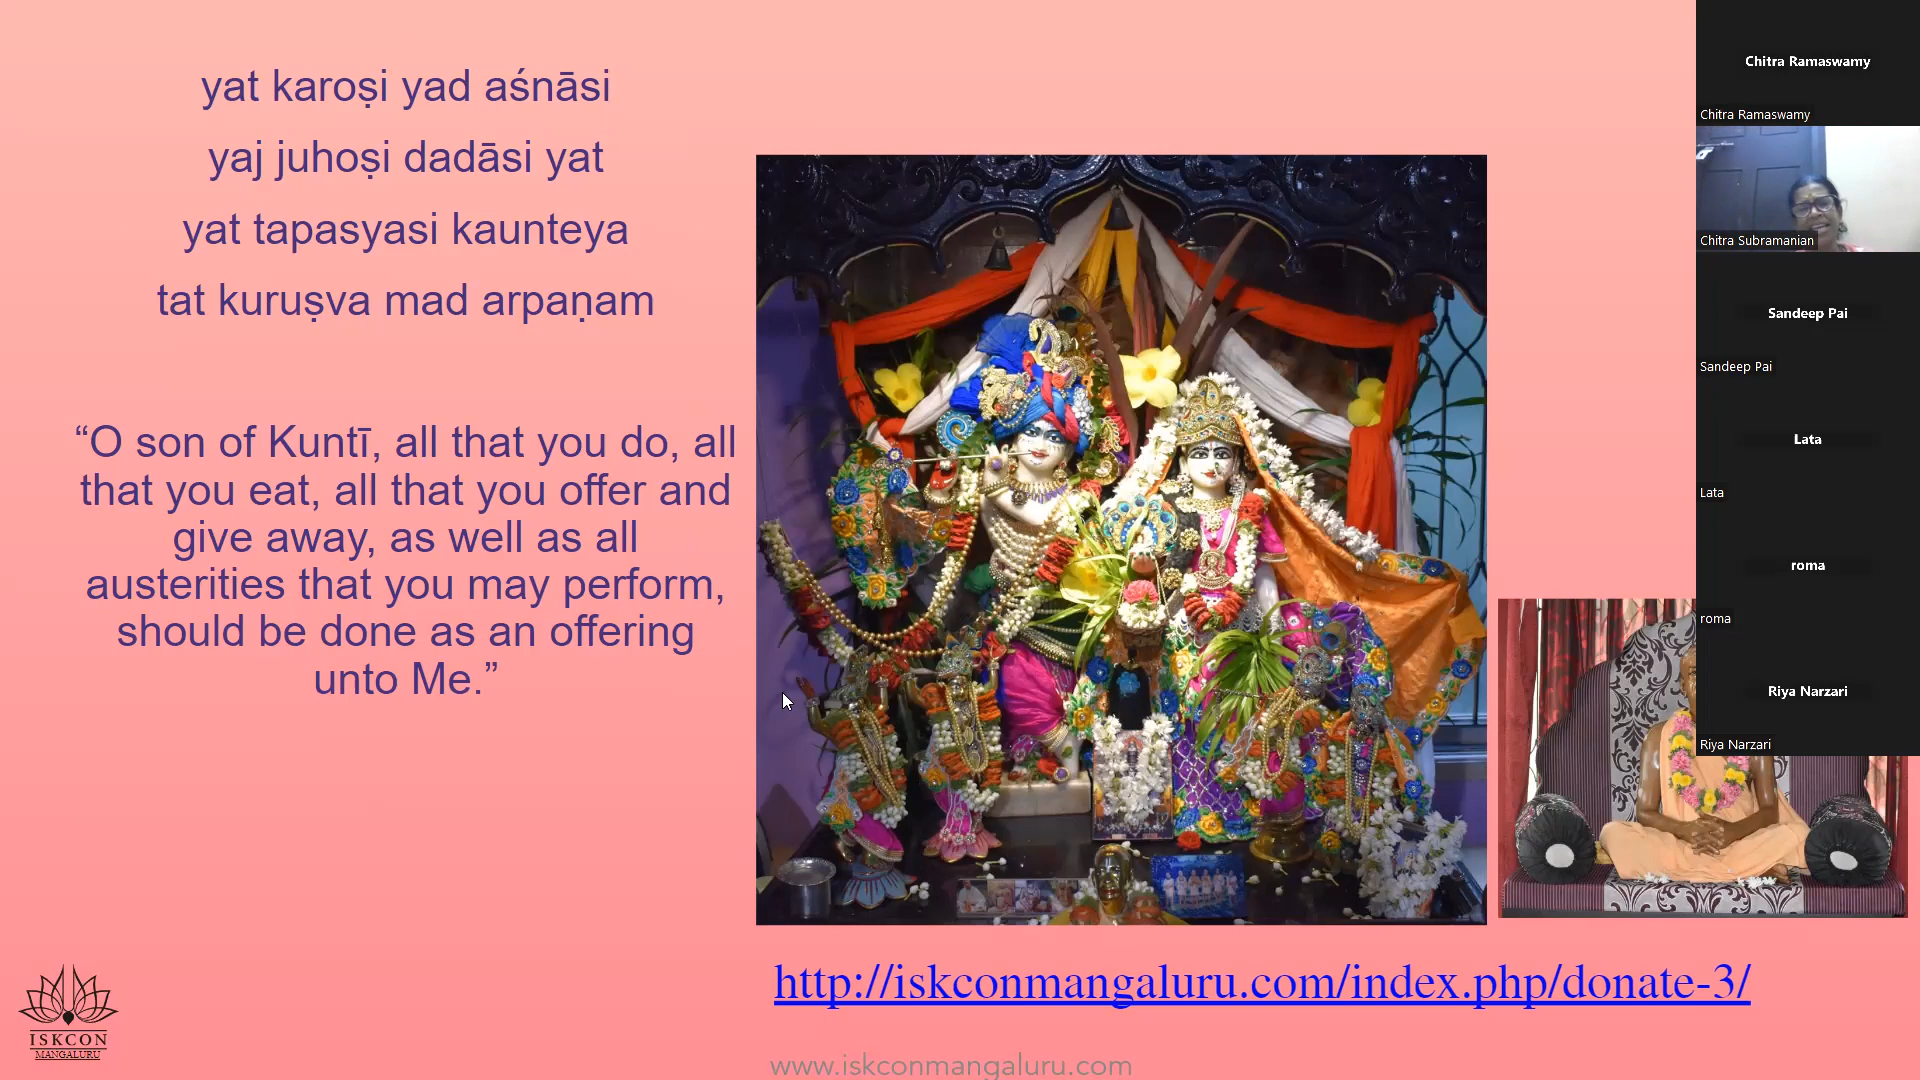 yat karoṣi yad aśnāsi
yaj juhoṣi dadāsi yat
yat tapasyasi kaunteya
tat kuruṣva mad arpaṇam
“O son of Kuntī, all that you do, all
that you eat, all that you offer and
give away, as well as all
austerities that you may perform,
should be done as an offering
unto Me.”
http://iskconmangaluru.com/index.php/donate-3/
www.iskconmangaluru.com
ISKCON
MANGALURU
Chitra Ramaswamy
Chitra Ramaswamy
Chitra Subramanian
Sandeep Pai
Sandeep Pai
Lata
Lata
roma
roma
Riya Narzari
Riya Narzari